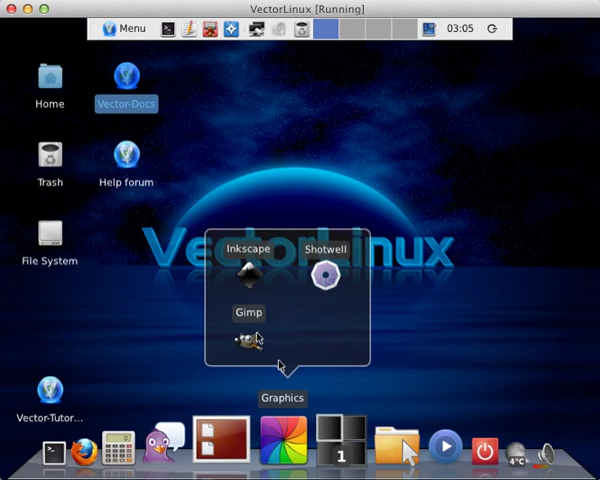 VectorLinux [Running]
Menu
03:05
Home
Vector-Docs
Trash
Help forum
File System
VectorLinux
Inkscape
Shotwell
Gimp
Graphics
Vector-Tutor...
1
4°C